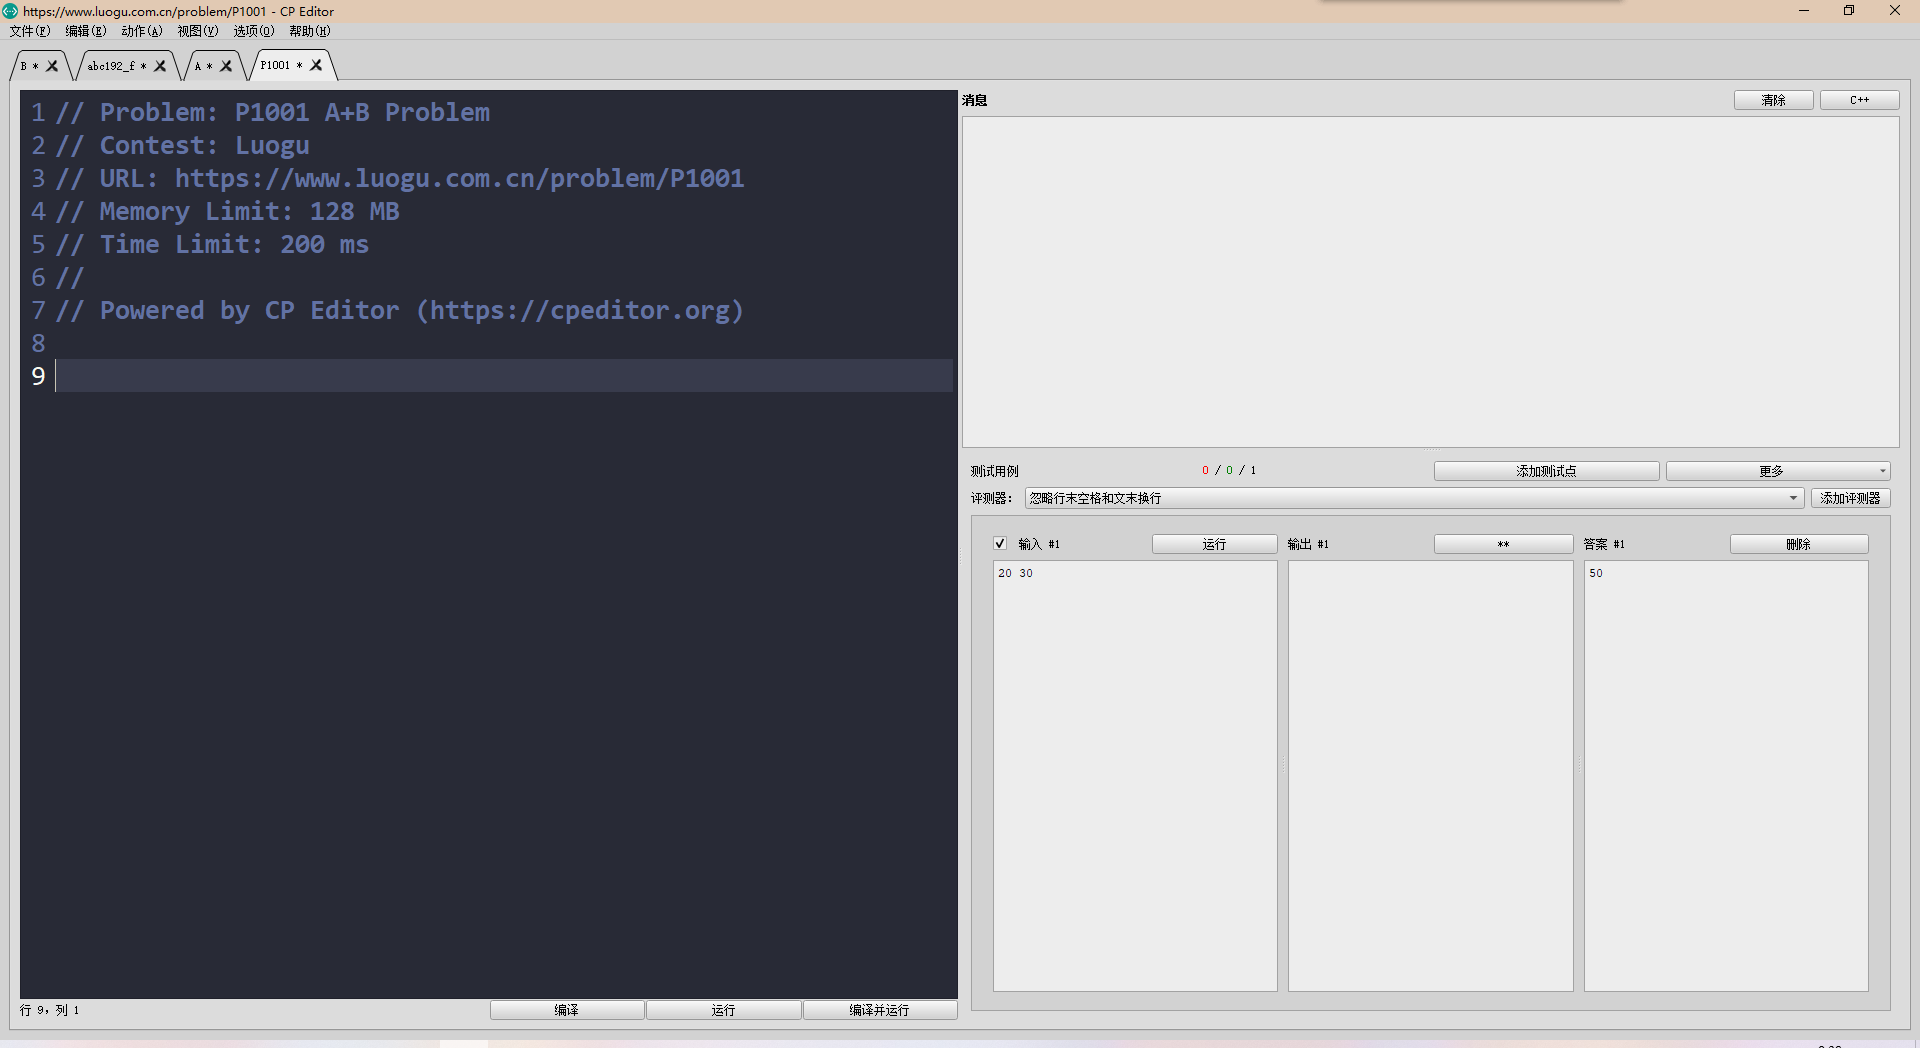 https://www.luogu.com.cn/problem/P1001 - CP Editor
文件(F) 编辑(E) 动作(A) 视图(V) 选项(O) 帮助(H)
B * abc192_f * A * P1001 *
1 // Problem: P1001 A+B Problem
2 // Contest: Luogu
3 // URL: https://www.luogu.com.cn/problem/P1001
4 // Memory Limit: 128 MB
5 // Time Limit: 200 ms
6 //
7 // Powered by CP Editor (https://cpeditor.org)
8
9
行 9, 列 1
编译 运行 编译并运行
消息 清除 C++
测试用例 0 / 0 / 1 添加测试点 更多
评测器: 忽略行末空格和文末换行 添加评测器
输入 #1 运行 输出 #1 ** 答案 #1 删除
20 30
50